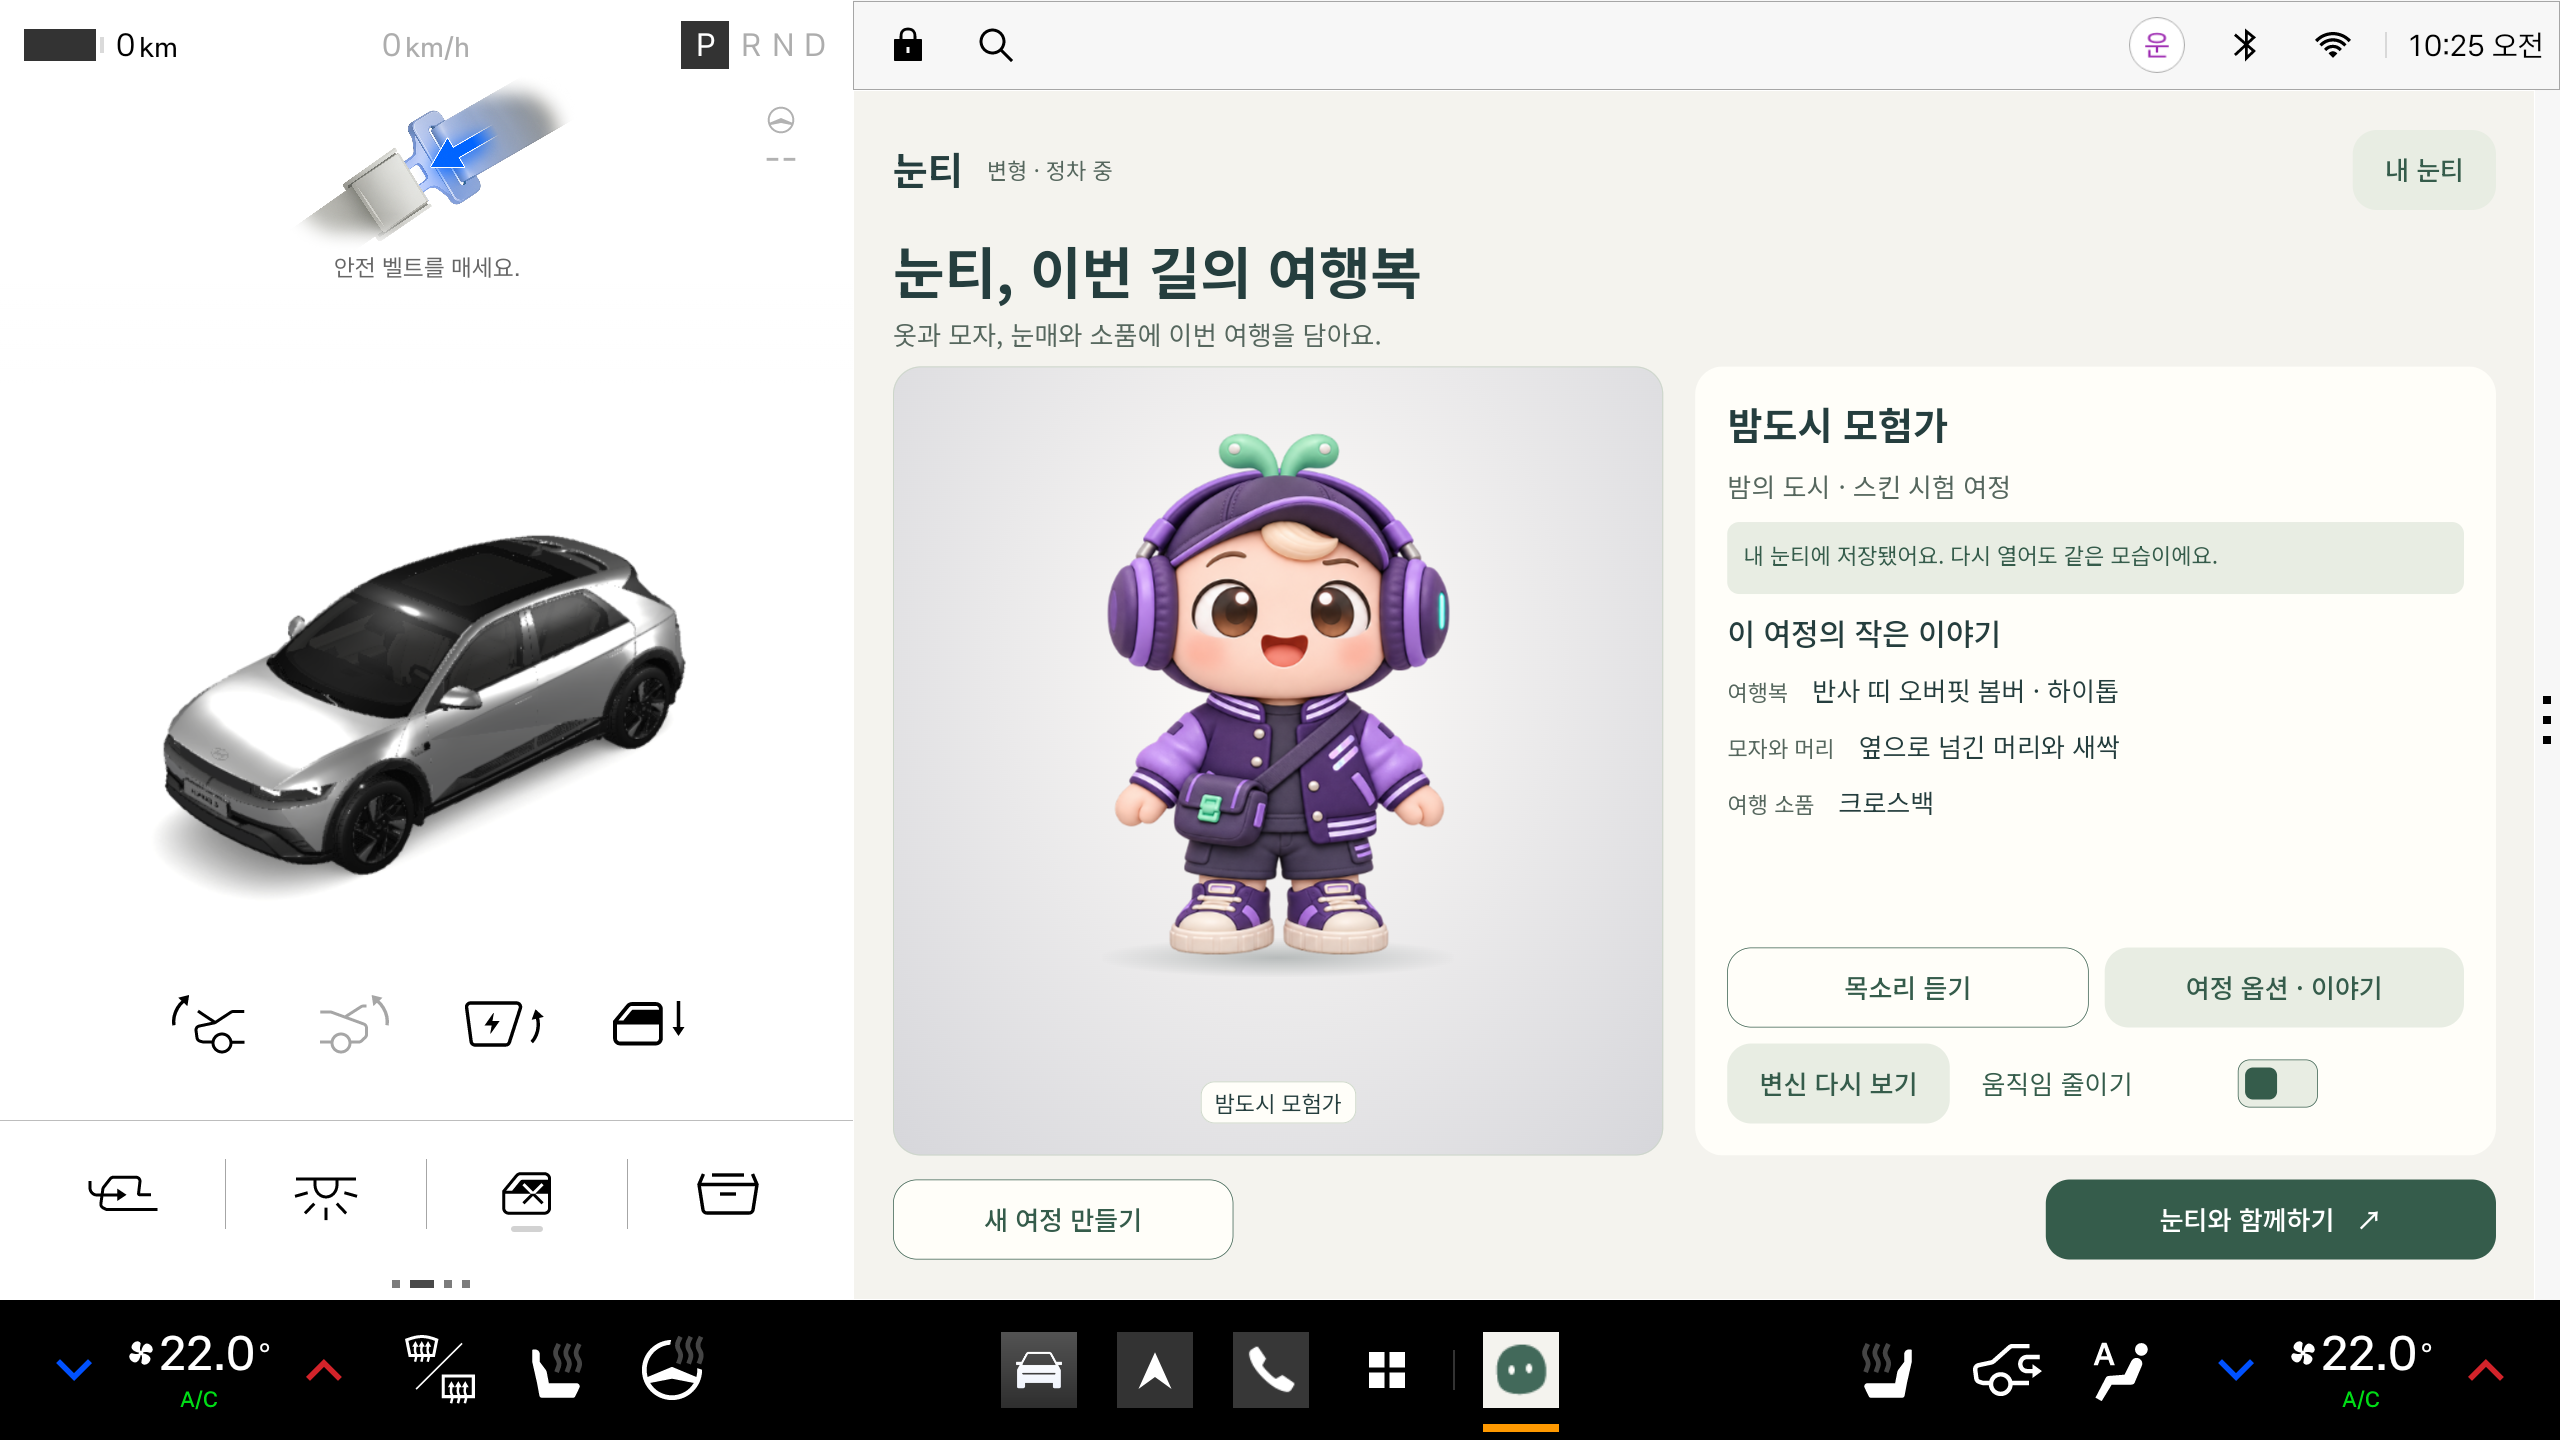 0 km
0 km/h
P R N D
운
10:25 오전
안전 벨트를 매세요.
눈티 변형 · 정차 중
내 눈티
눈티, 이번 길의 여행복
옷과 모자, 눈매와 소품에 이번 여행을 담아요.
밤도시 모험가
밤도시 모험가
밤의 도시 · 스킨 시험 여정
내 눈티에 저장됐어요. 다시 열어도 같은 모습이에요.
이 여정의 작은 이야기
여행복 반사 띠 오버핏 봄버 · 하이톱
모자와 머리 옆으로 넘긴 머리와 새싹
여행 소품 크로스백
목소리 듣기
여정 옵션 · 이야기
변신 다시 보기
움직임 줄이기
새 여정 만들기
눈티와 함께하기 ↗
22.0°
A/C
A
22.0°
A/C